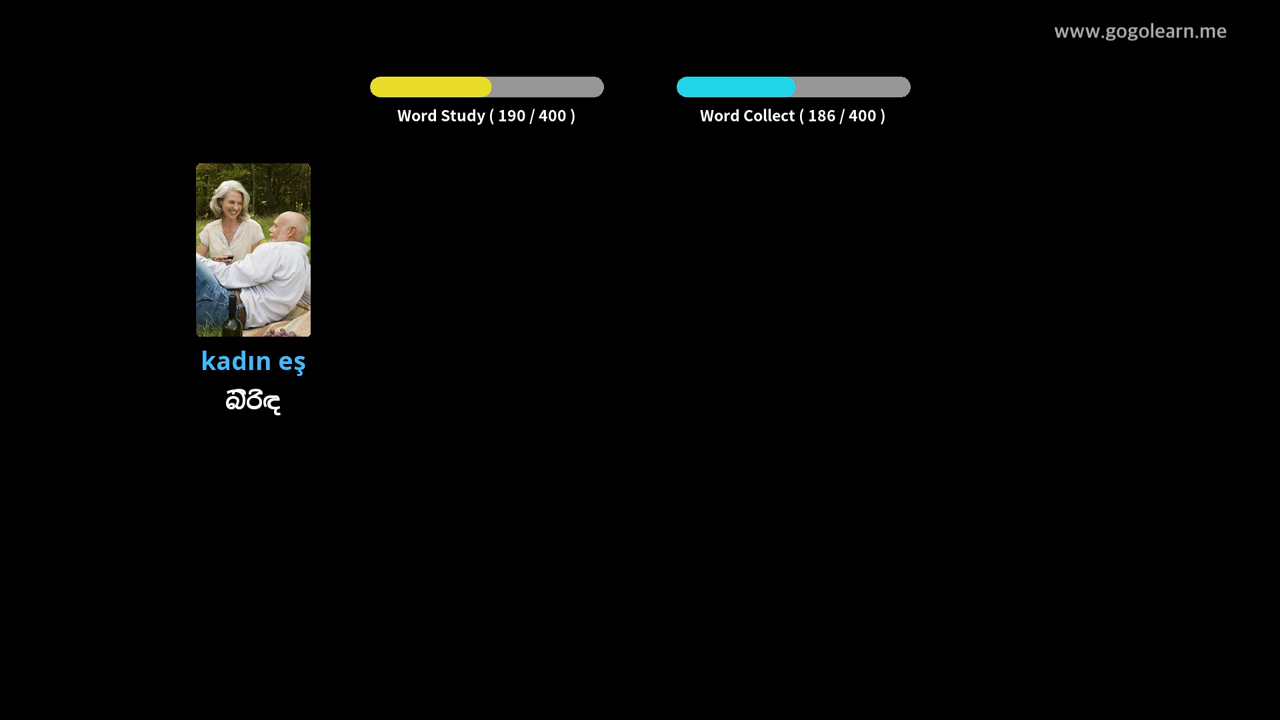 www.gogolearn.me
Word Study ( 190 / 400 )
Word Collect ( 186 / 400 )
kadın eş
බිරිඳ